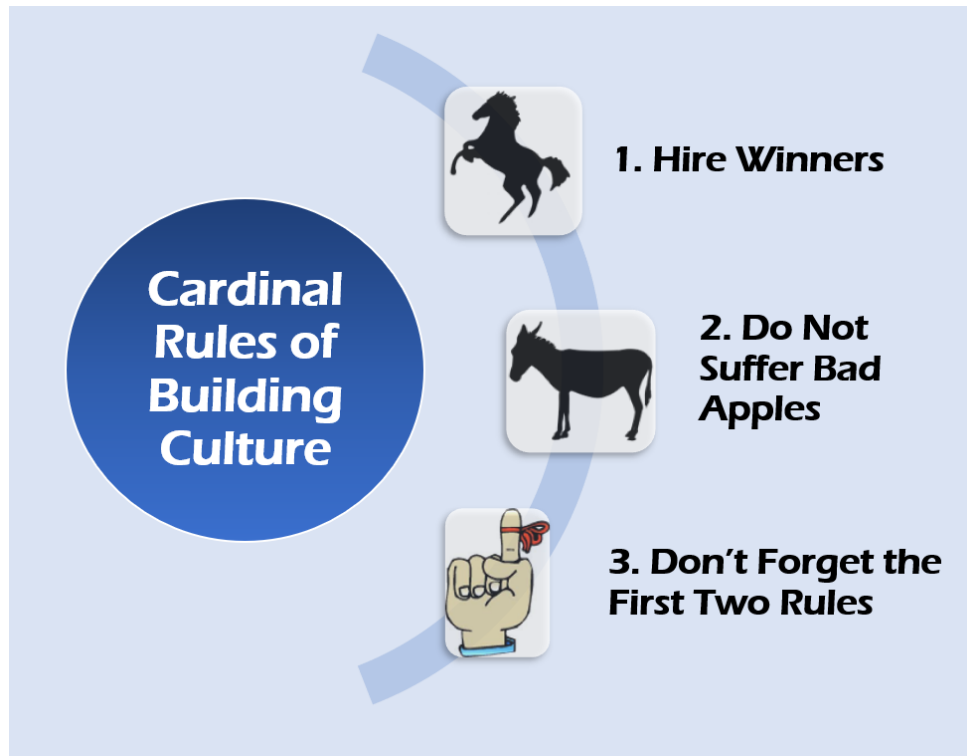 Cardinal
Rules of
Building
Culture
1. Hire Winners
2. Do Not
Suffer Bad
Apples
3. Don't Forget the
First Two Rules